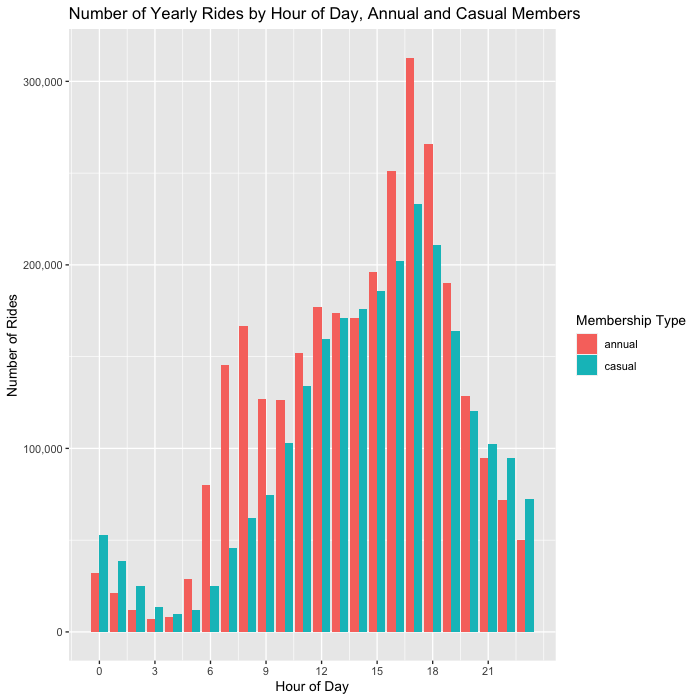 Number of Yearly Rides by Hour of Day, Annual and Casual Members
300,000
200,000
100,000
0
Number of Rides
0 3 6 9 12 15 18 21
Hour of Day
Membership Type
annual
casual